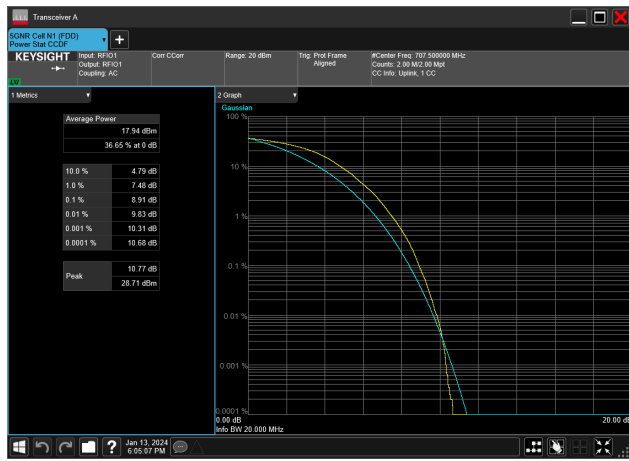 Transceiver A
5GNR Cell N1 (FDD)
Power Stat CCDF
KEYSIGHT
Input: RFIO1
Output: RFIO1
Coupling: AC
Corr CCorr
Range: 20 dBm
Trig: Prot Frame
Aligned
#Center Freq: 707.500000 MHz
Counts: 2.00 M/2.00 Mpt
CC Info: Uplink, 1 CC
1 Metrics
Average Power
17.94 dBm
36.65 % at 0 dB
10.0 % 4.79 dB
1.0 % 7.48 dB
0.1 % 8.91 dB
0.01 % 9.83 dB
0.001 % 10.31 dB
0.0001 % 10.68 dB
Peak
10.77 dB
28.71 dBm
2 Graph
Gaussian
100 %
10 %
1 %
0.1 %
0.01 %
0.001 %
0.0001 %
0.00 dB
20.00 dB
Info BW 20.000 MHz
?
Jan 13, 2024
6:05:07 PM